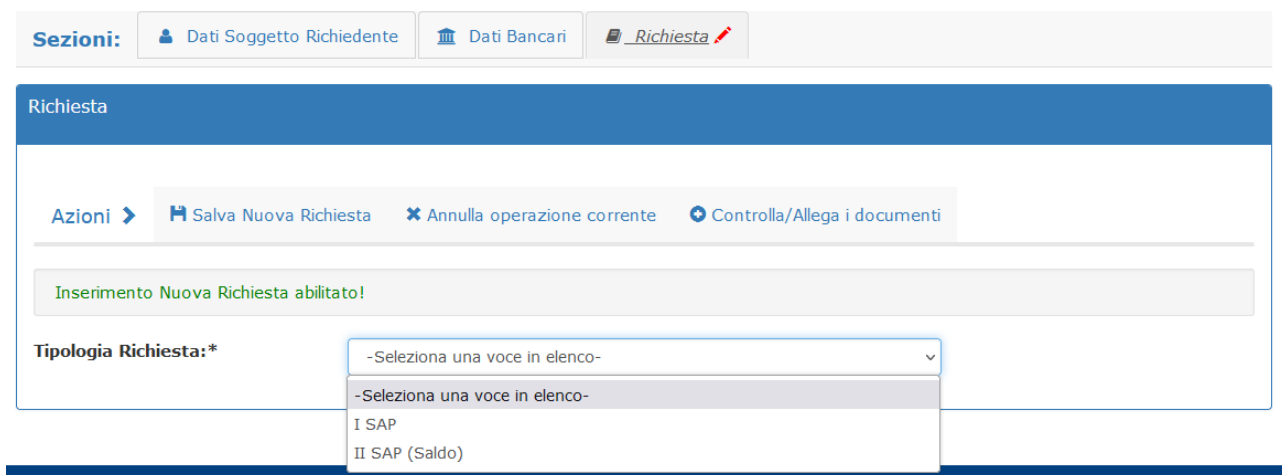 Sezioni: Dati Soggetto Richiedente Dati Bancari Richiesta
Richiesta
Azioni Salva Nuova Richiesta Annulla operazione corrente Controlla/Allega i documenti
Inserimento Nuova Richiesta abilitato!
Tipologia Richiesta:* -Seleziona una voce in elenco-
-Seleziona una voce in elenco-
I SAP
II SAP (Saldo)